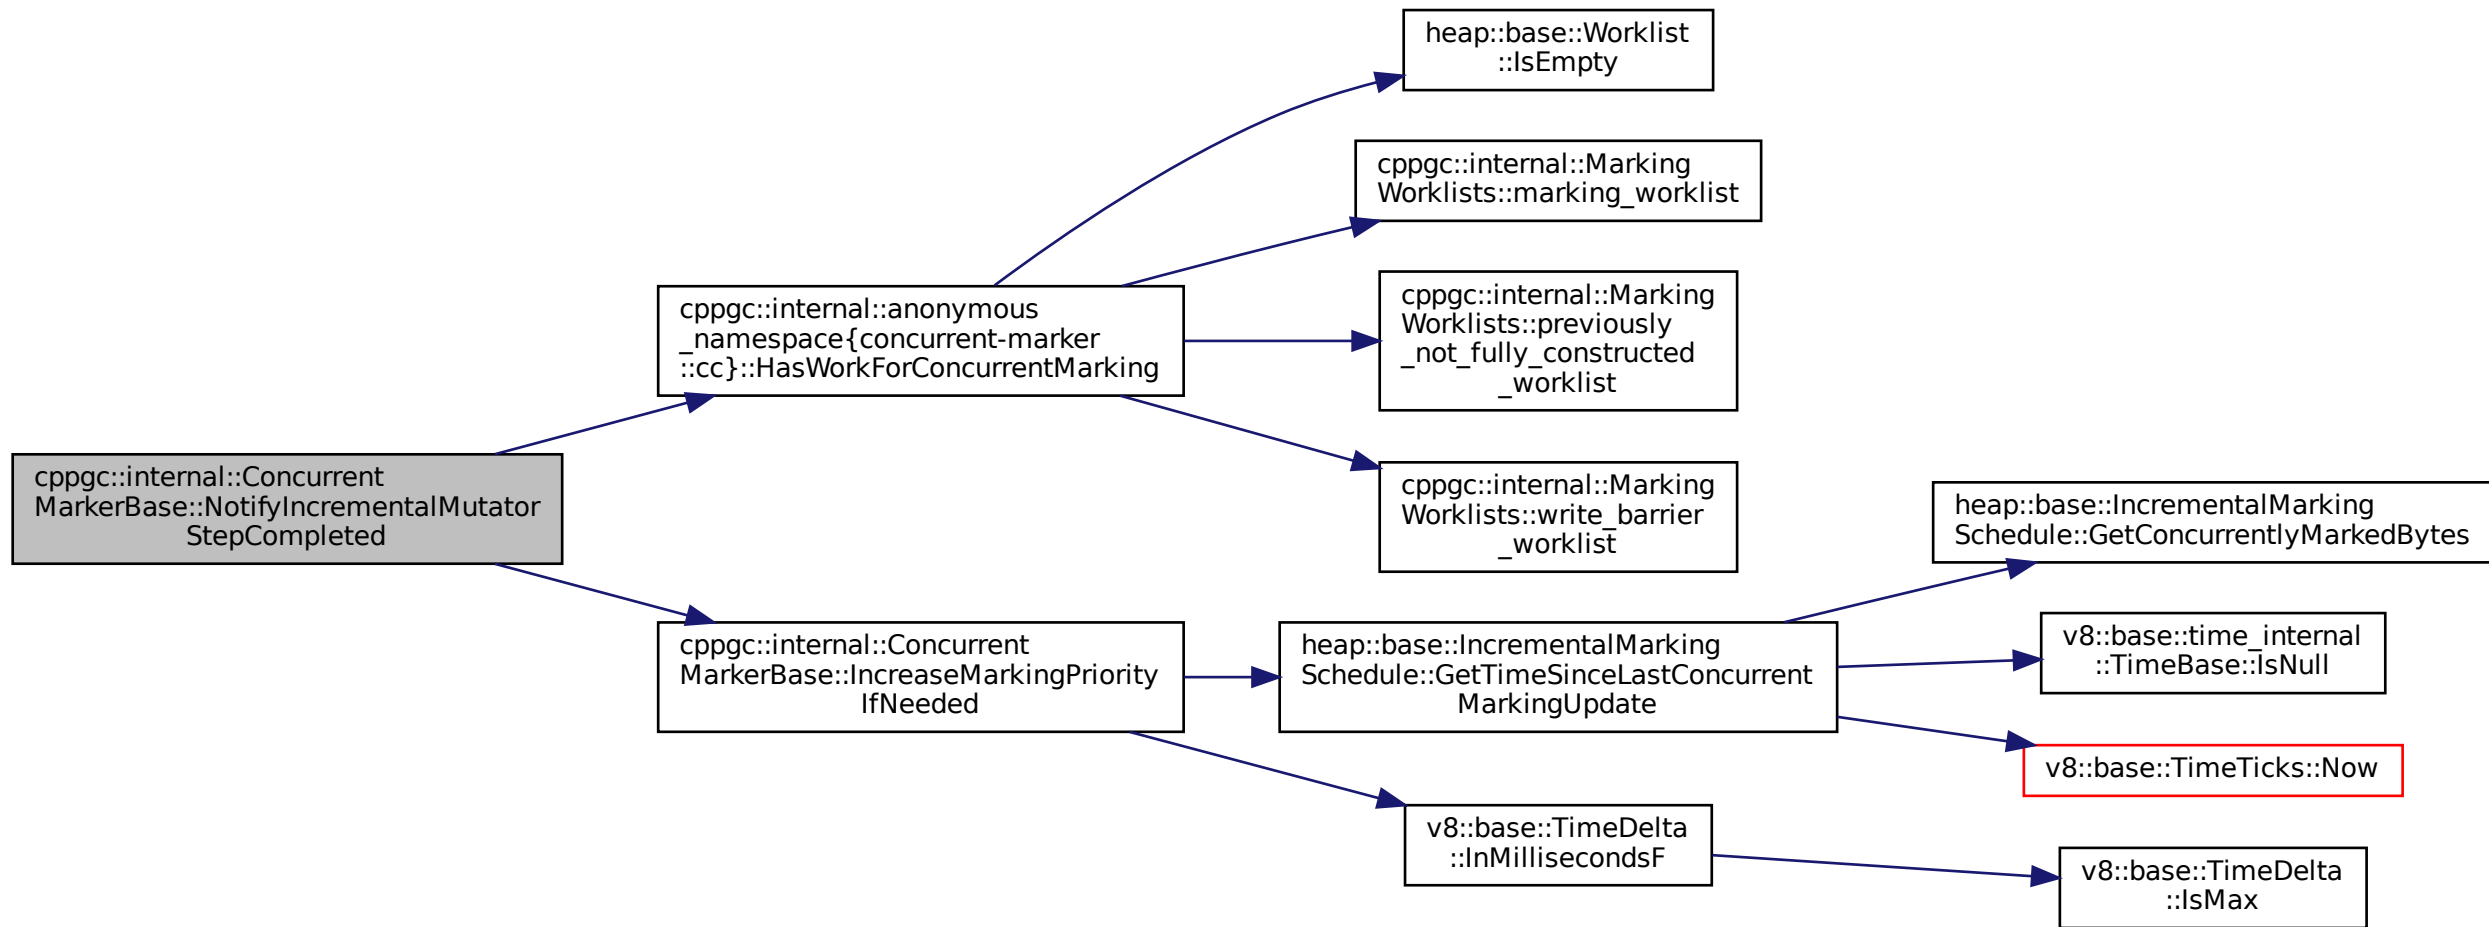 heap::base::Worklist
::IsEmpty
cppgc::internal::Marking
Worklists::marking_worklist
cppgc::internal::anonymous
_namespace{concurrent-marker
::cc}::HasWorkForConcurrentMarking
cppgc::internal::Marking
Worklists::previously
_not_fully_constructed
_worklist
cppgc::internal::Concurrent
MarkerBase::NotifyIncrementalMutator
StepCompleted
cppgc::internal::Marking
Worklists::write_barrier
_worklist
heap::base::IncrementalMarking
Schedule::GetConcurrentlyMarkedBytes
cppgc::internal::Concurrent
MarkerBase::IncreaseMarkingPriority
IfNeeded
heap::base::IncrementalMarking
Schedule::GetTimeSinceLastConcurrent
MarkingUpdate
v8::base::time_internal
::TimeBase::IsNull
v8::base::TimeTicks::Now
v8::base::TimeDelta
::InMillisecondsF
v8::base::TimeDelta
::IsMax